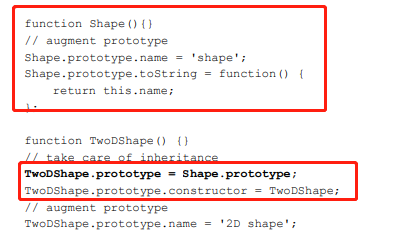 function Shape(){}
// augment prototype
Shape.prototype.name = 'shape';
Shape.prototype.toString = function() {
return this.name;
};
function TwoDShape() {}
// take care of inheritance
TwoDShape.prototype = Shape.prototype;
TwoDShape.prototype.constructor = TwoDShape;
// augment prototype
TwoDShape.prototype.name = '2D shape';